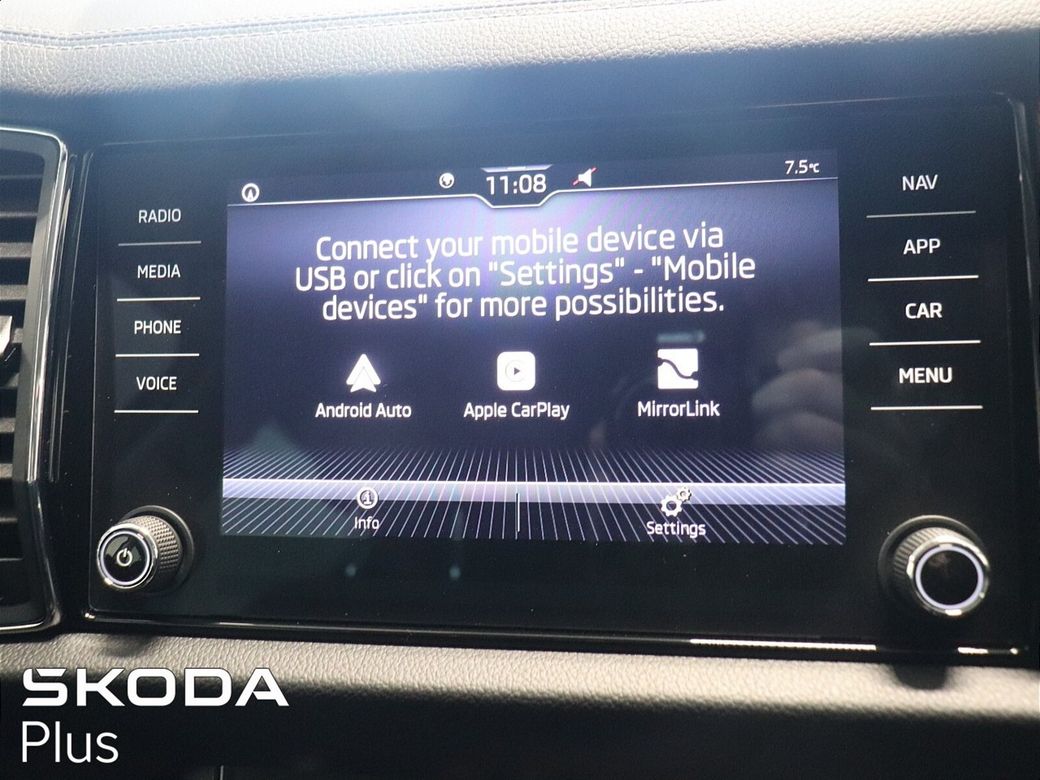 11:08
7.5°C
RADIO
MEDIA
PHONE
VOICE
NAV
APP
CAR
MENU
Connect your mobile device via
USB or click on "Settings" - "Mobile
devices" for more possibilities.
Android Auto
Apple CarPlay
MirrorLink
Info
Settings
ŠKODA
Plus